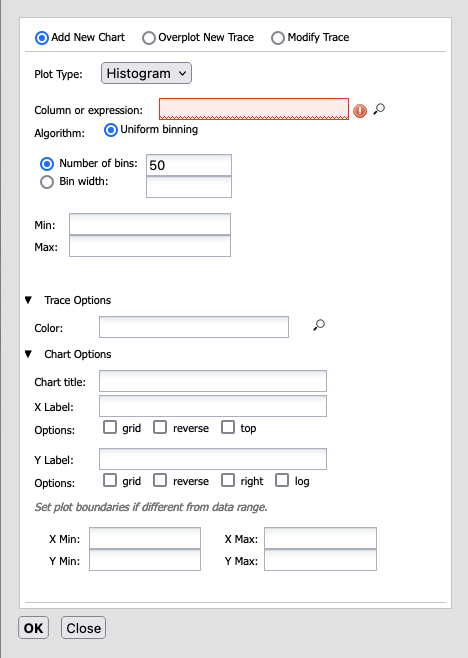 Add New Chart Overplot New Trace Modify Trace
Plot Type: Histogram
Column or expression:
Algorithm: Uniform binning
Number of bins: 50
Bin width:
Min:
Max:
Trace Options
Color:
Chart Options
Chart title:
X Label:
Options: grid reverse top
Y Label:
Options: grid reverse right log
Set plot boundaries if different from data range.
X Min: X Max:
Y Min: Y Max:
OK Close